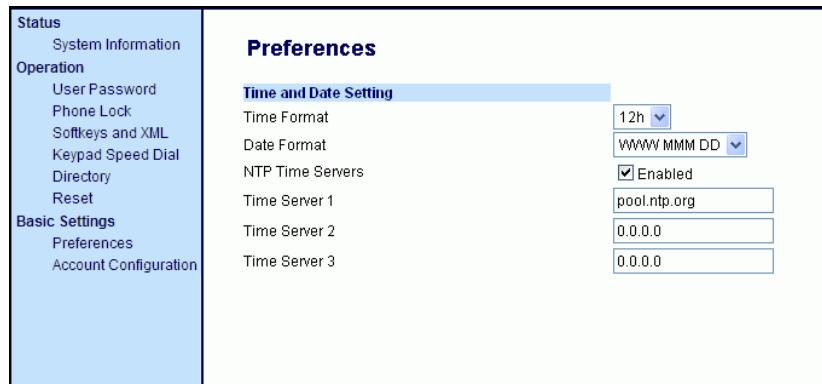 Status
System Information
Operation
User Password
Phone Lock
Softkeys and XML
Keypad Speed Dial
Directory
Reset
Basic Settings
Preferences
Account Configuration
Preferences
Time and Date Setting
Time Format 12h
Date Format WWW MMM DD
NTP Time Servers Enabled
Time Server 1 pool.ntp.org
Time Server 2 0.0.0.0
Time Server 3 0.0.0.0